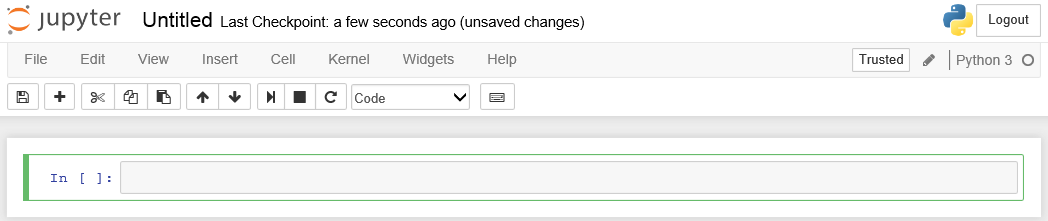 jupyter Untitled Last Checkpoint: a few seconds ago (unsaved changes) Logout
File Edit View Insert Cell Kernel Widgets Help Trusted Python 3
Code
In [ ]: